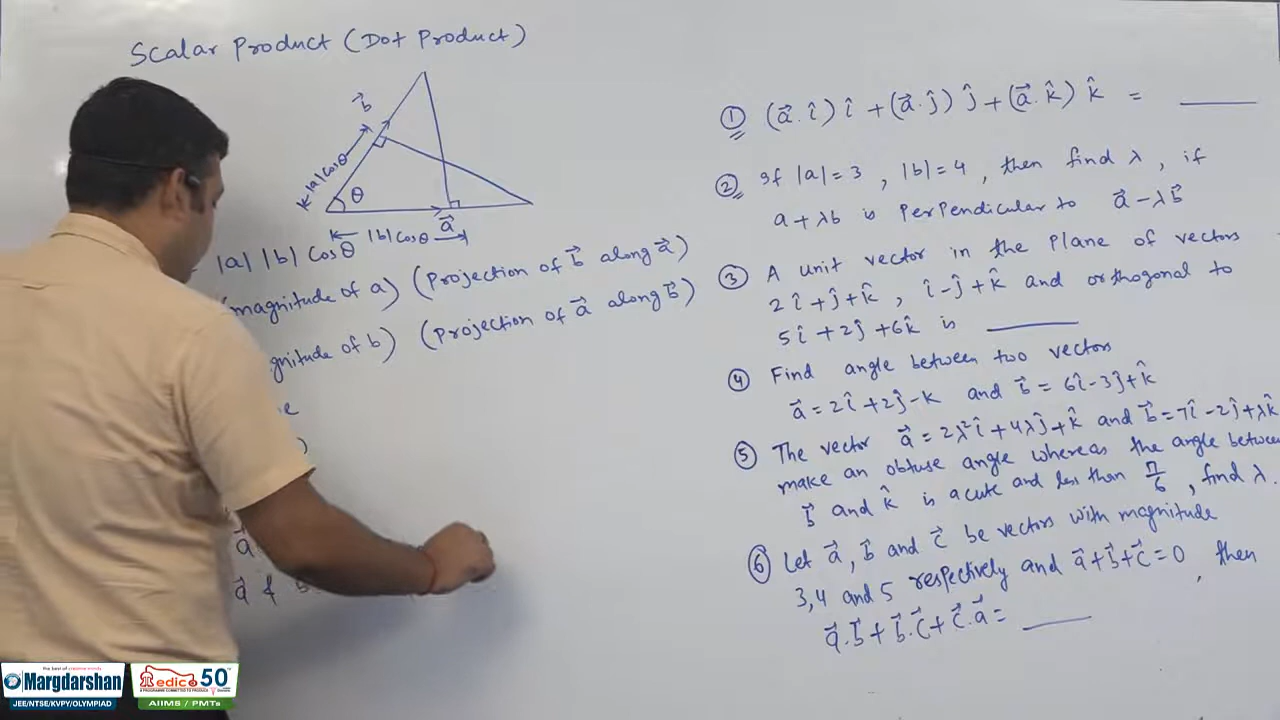 Scalar Product (Dot Product)
b⃗
|a|cosθ
θ
a⃗
|b|cosθ
|a| |b| cosθ
(magnitude of a) (Projection of b⃗ along a⃗)
gnitude of b) (Projection of a⃗ along b⃗)
a⃗
a⃗ &
① (a⃗.î)î + (a⃗.ĵ)ĵ + (a⃗.k̂)k̂ = ____
② If |a|=3, |b|=4, then find λ, if
a+λb is perpendicular to a⃗-λb⃗
③ A unit vector in the plane of vectors
2î+ĵ+k̂, î-ĵ+k̂ and orthogonal to
5î+2ĵ+6k̂ is ____
④ Find angle between two vectors
a⃗ = 2î+2ĵ-k and b⃗ = 6î-3ĵ+k̂
⑤ The vector a⃗ = 2λ²î+4λĵ+k̂ and b⃗ = 7î-2ĵ+λk̂
make an obtuse angle whereas the angle between
b⃗ and k̂ is acute and less than π/6, find λ.
⑥ Let a⃗, b⃗ and c⃗ be vectors with magnitude
3,4 and 5 respectively and a⃗+b⃗+c⃗=0, then
a⃗.b⃗+b⃗.c⃗+c⃗.a⃗= ____
Margdarshan
JEE/NTSE/KVPY/OLYMPIAD
Medico 50
A PROGRAMME COMMITTED TO PRODUCE
AIIMS / PMTs